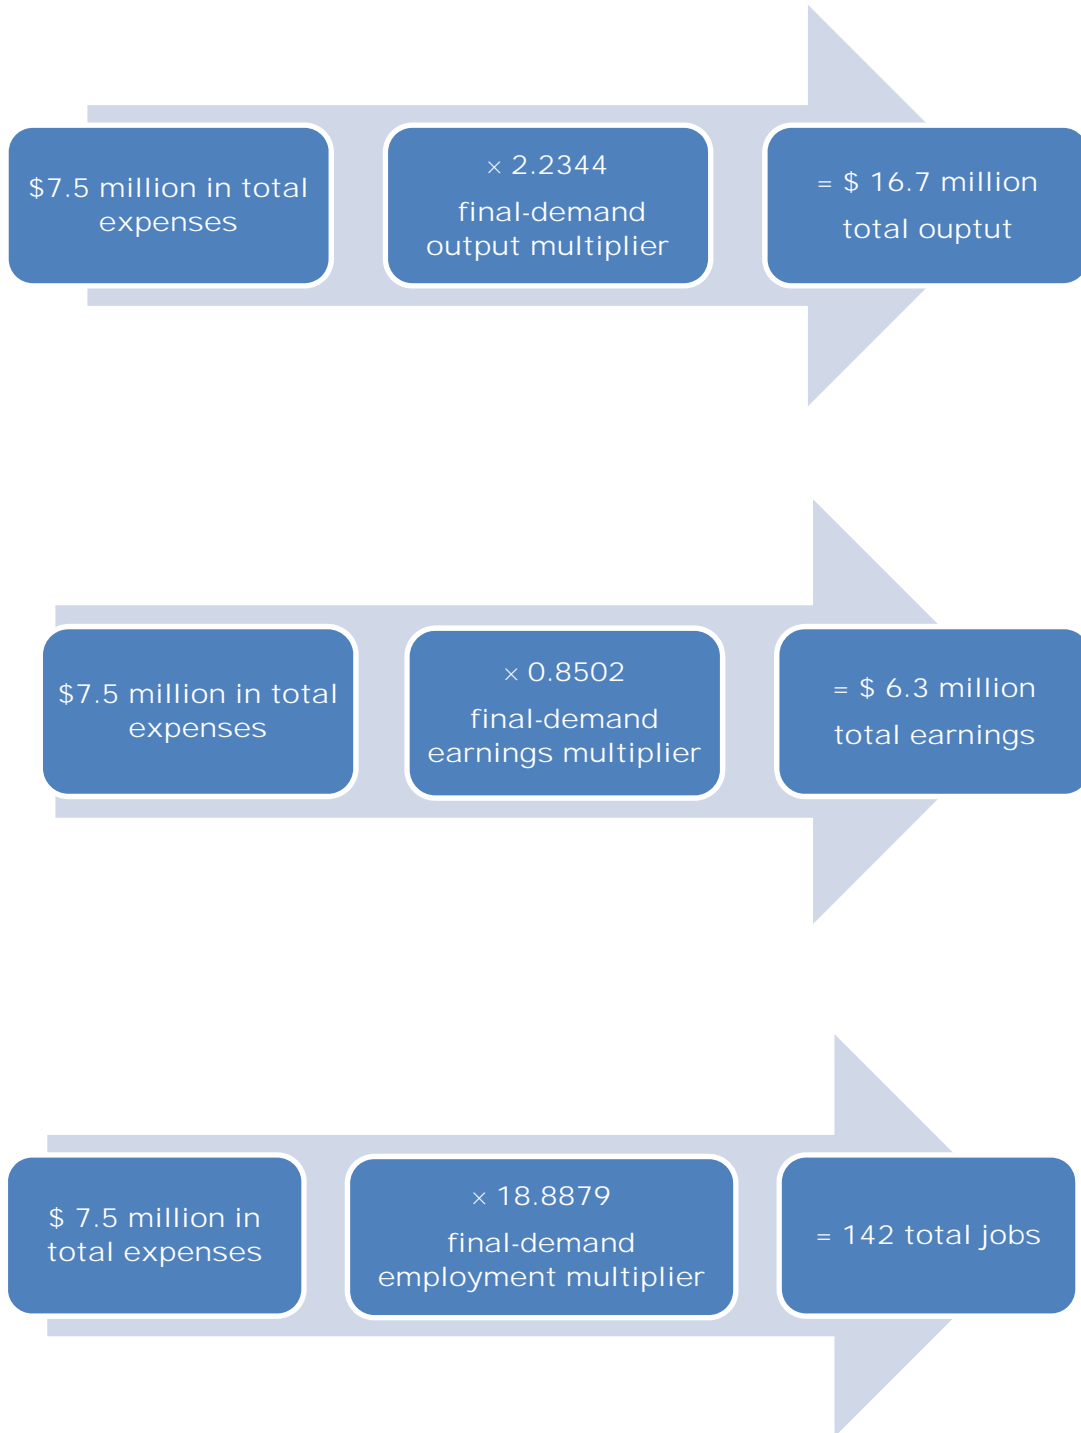 $7.5 million in total
expenses
× 2.2344
final-demand
output multiplier
= $ 16.7 million
total ouptut
$7.5 million in total
expenses
× 0.8502
final-demand
earnings multiplier
= $ 6.3 million
total earnings
$ 7.5 million in
total expenses
× 18.8879
final-demand
employment multiplier
= 142 total jobs